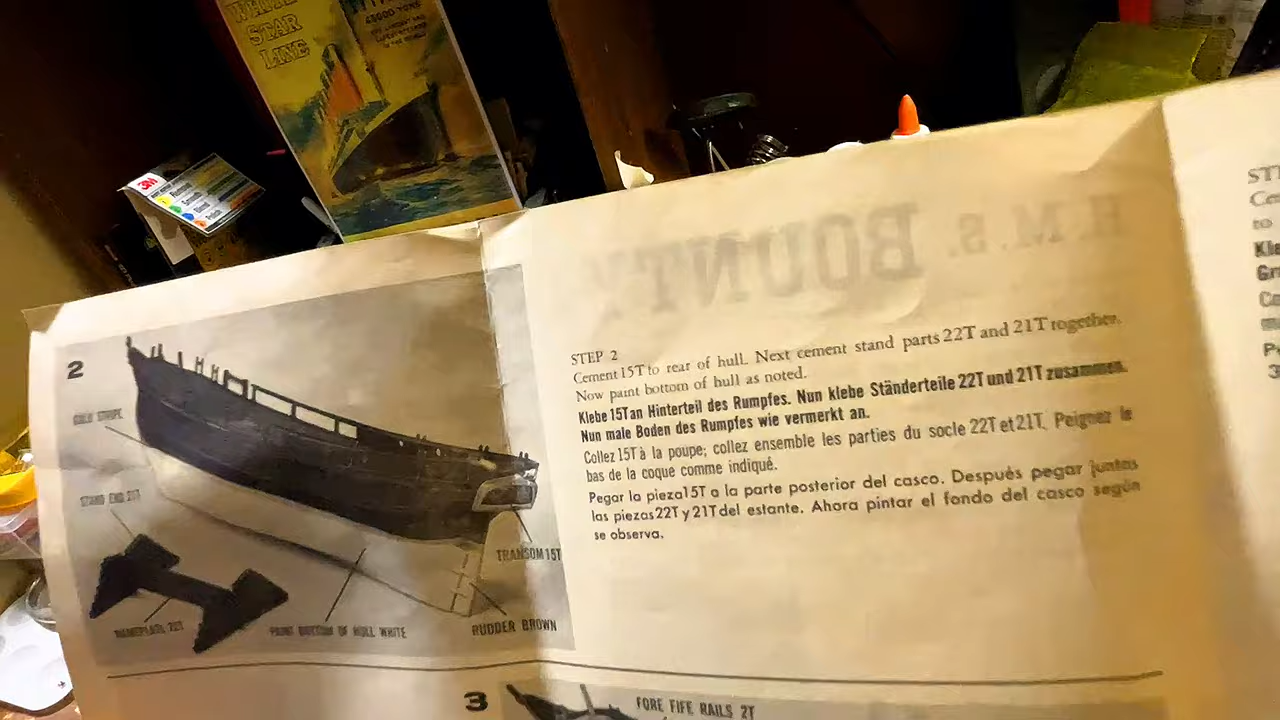 WHITE
STAR
LINE
45000 TONS
3M
H.M.S. BOUNTY
2
GOLD STRIPE
STAND END 21T
NAMEPLATE 22T
PAINT BOTTOM OF HULL WHITE
TRANSOM 15T
RUDDER BROWN
STEP 2
Cement 15T to rear of hull. Next cement stand parts 22T and 21T together.
Now paint bottom of hull as noted.
Klebe 15T an Hinterteil des Rumpfes. Nun klebe Ständerteile 22T und 21T zusammen.
Nun male Boden des Rumpfes wie vermerkt an.
Collez 15T à la poupe; collez ensemble les parties du socle 22T et 21T. Peignez le
bas de la coque comme indiqué.
Pegar la pieza 15T a la parte posterior del casco. Después pegar juntas
las piezas 22T y 21T del estante. Ahora pintar el fondo del casco según
se observa.
3
FORE FIFE RAILS 2T